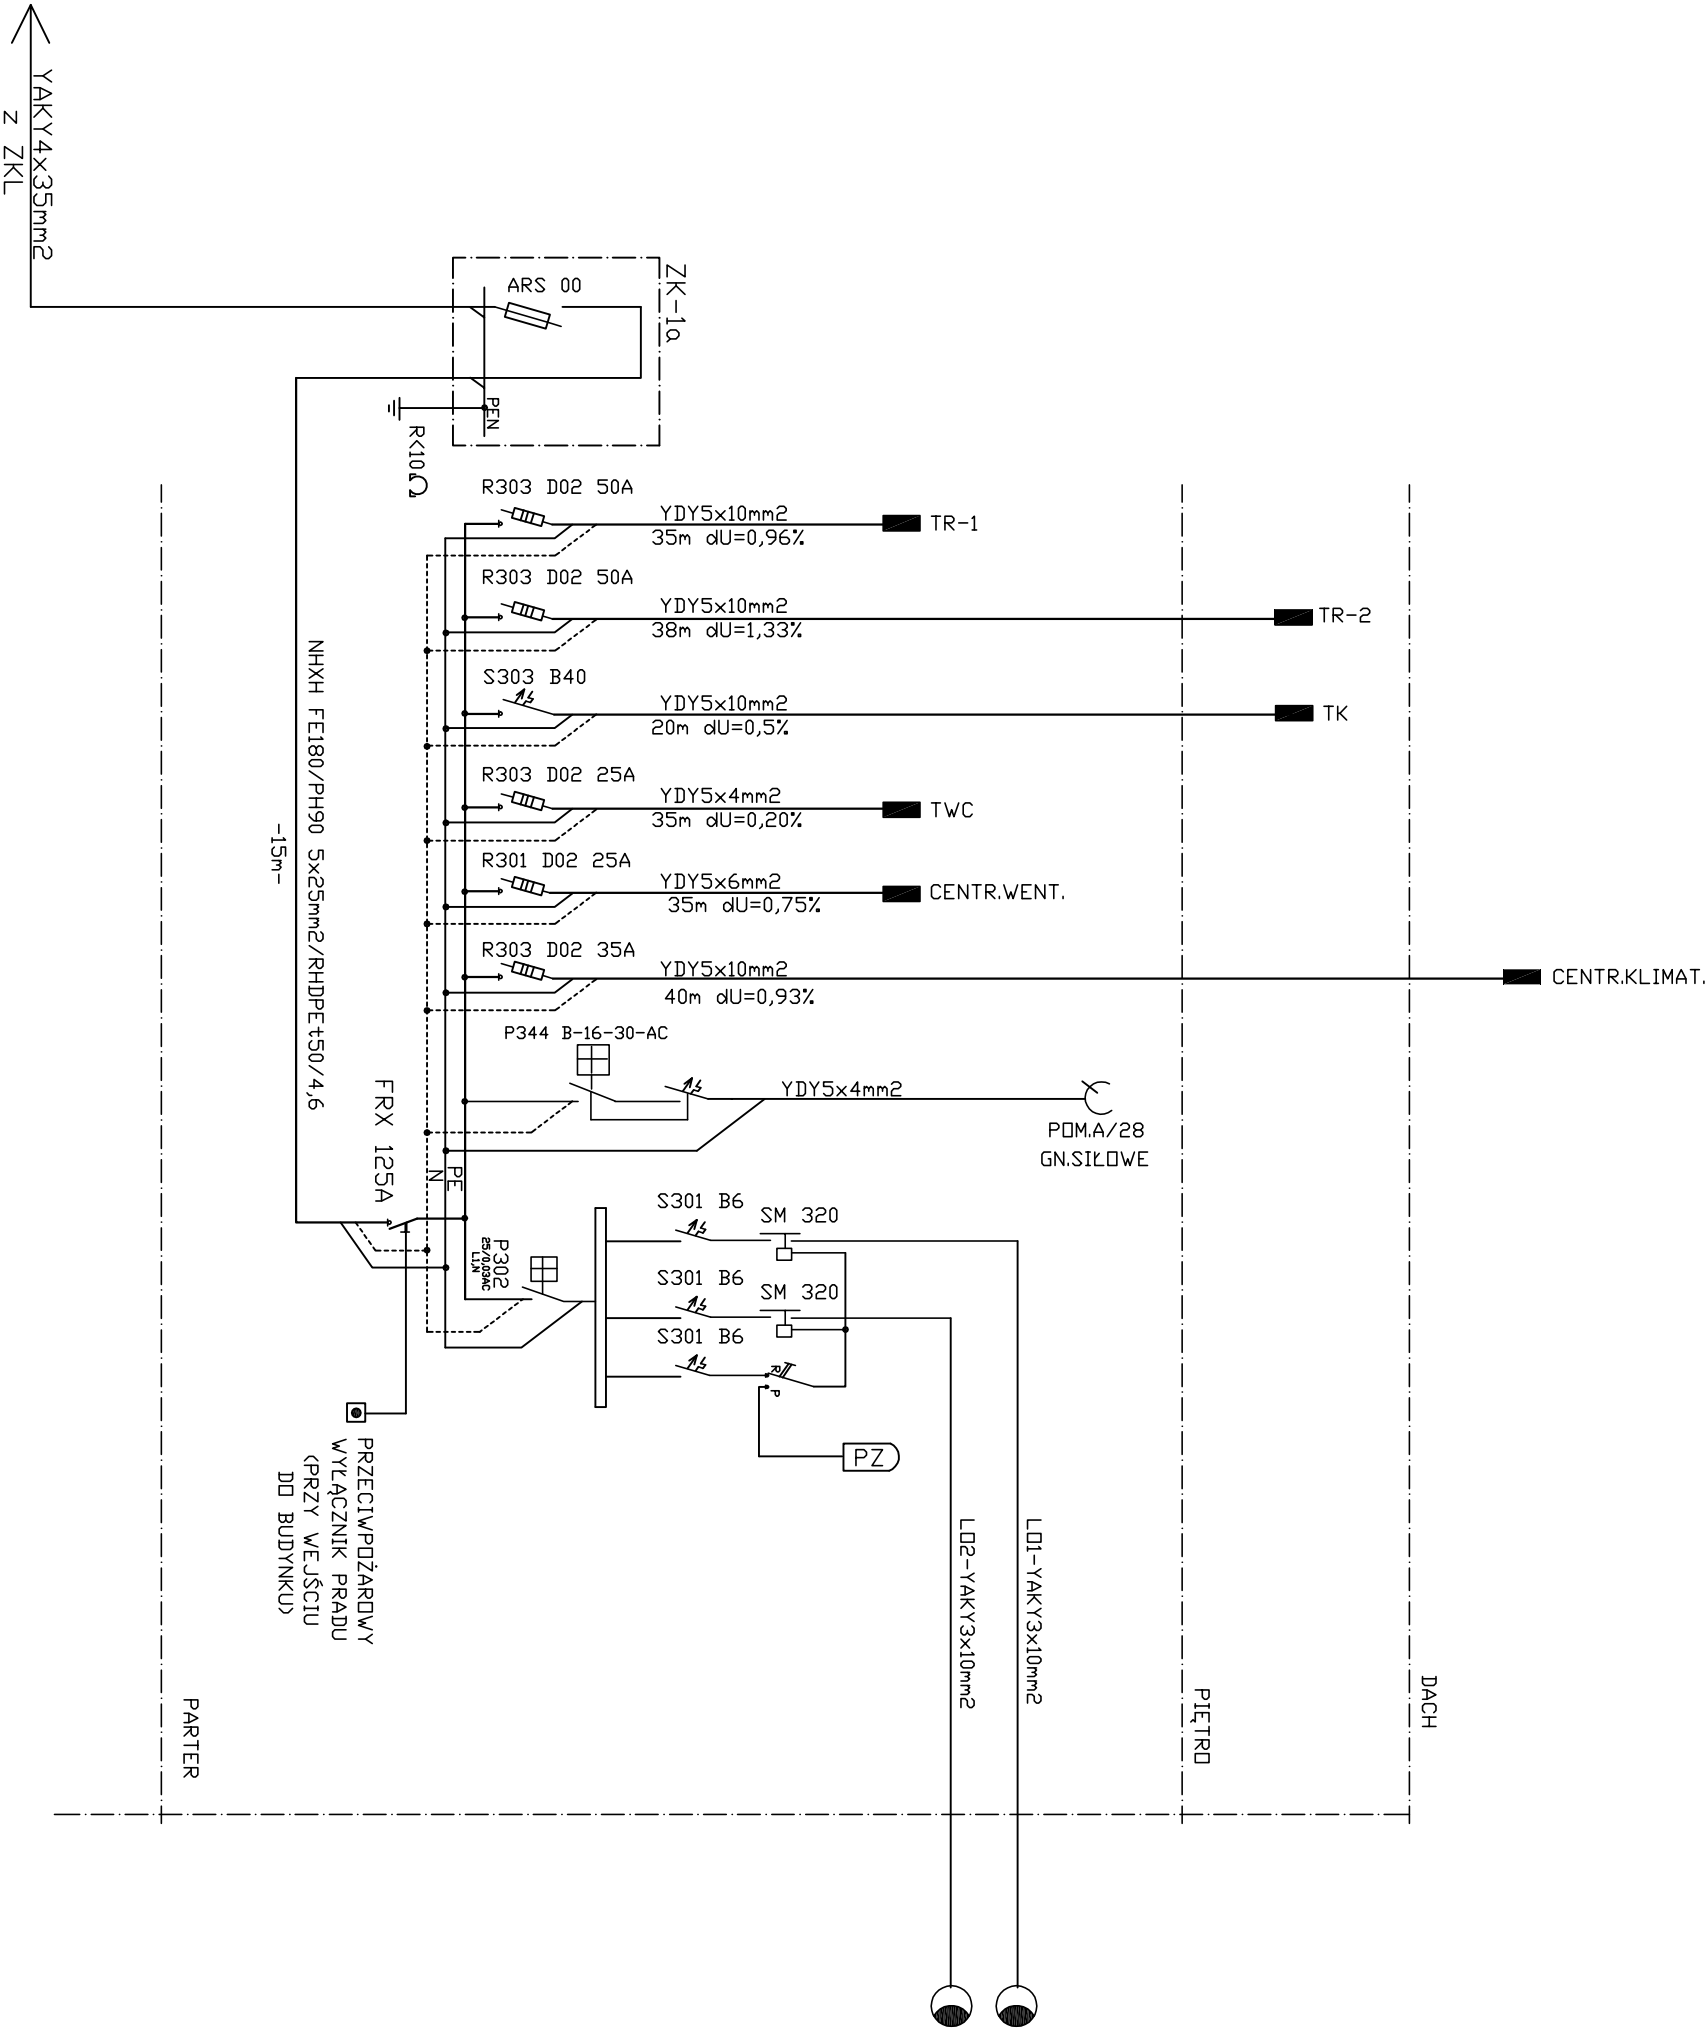 YAKY4x35mm2
z ZKL
ZK-1a
ARS 00
PEN
R<10Ω
R303 D02 50A
YDY5x10mm2
35m dU=0,96%
TR-1
R303 D02 50A
YDY5x10mm2
38m dU=1,33%
TR-2
S303 B40
YDY5x10mm2
20m dU=0,5%
TK
R303 D02 25A
YDY5x4mm2
35m dU=0,20%
TWC
R301 D02 25A
YDY5x6mm2
35m dU=0,75%
CENTR.WENT.
R303 D02 35A
YDY5x10mm2
40m dU=0,93%
CENTR.KLIMAT.
NHXH FE180/PH90 5x25mm2/RHDPEt50/4,6
-15m-
P344 B-16-30-AC
YDY5x4mm2
POM.A/28
GN.SIŁOWE
FRX 125A
PE
N
P302
25/0,03AC
L1,N
S301 B6
SM 320
S301 B6
SM 320
S301 B6
R
P
PZ
PRZECIWPOŻAROWY
WYŁĄCZNIK PRADU
(PRZY WEJŚCIU
DO BUDYNKU)
LO2-YAKY3x10mm2
LO1-YAKY3x10mm2
PARTER
PIĘTRO
DACH